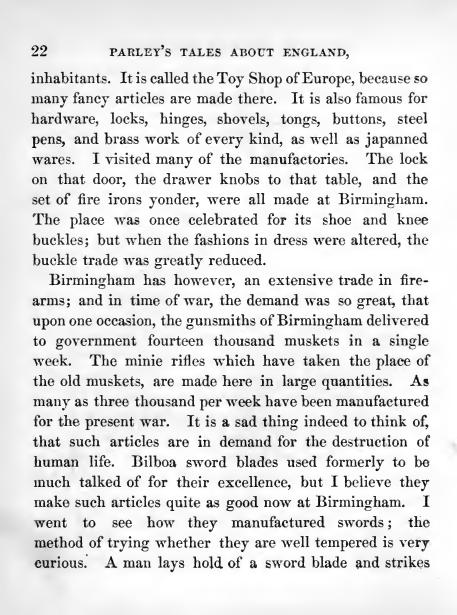 22 PARLEY'S TALES ABOUT ENGLAND,
inhabitants. It is called the Toy Shop of Europe, because so
many fancy articles are made there. It is also famous for
hardware, locks, hinges, shovels, tongs, buttons, steel
pens, and brass work of every kind, as well as japanned
wares. I visited many of the manufactories. The lock
on that door, the drawer knobs to that table, and the
set of fire irons yonder, were all made at Birmingham.
The place was once celebrated for its shoe and knee
buckles; but when the fashions in dress were altered, the
buckle trade was greatly reduced.
Birmingham has however, an extensive trade in fire-
arms; and in time of war, the demand was so great, that
upon one occasion, the gunsmiths of Birmingham delivered
to government fourteen thousand muskets in a single
week. The minie rifles which have taken the place of
the old muskets, are made here in large quantities. As
many as three thousand per week have been manufactured
for the present war. It is a sad thing indeed to think of,
that such articles are in demand for the destruction of
human life. Bilboa sword blades used formerly to be
much talked of for their excellence, but I believe they
make such articles quite as good now at Birmingham. I
went to see how they manufactured swords; the
method of trying whether they are well tempered is very
curious. A man lays hold of a sword blade and strikes